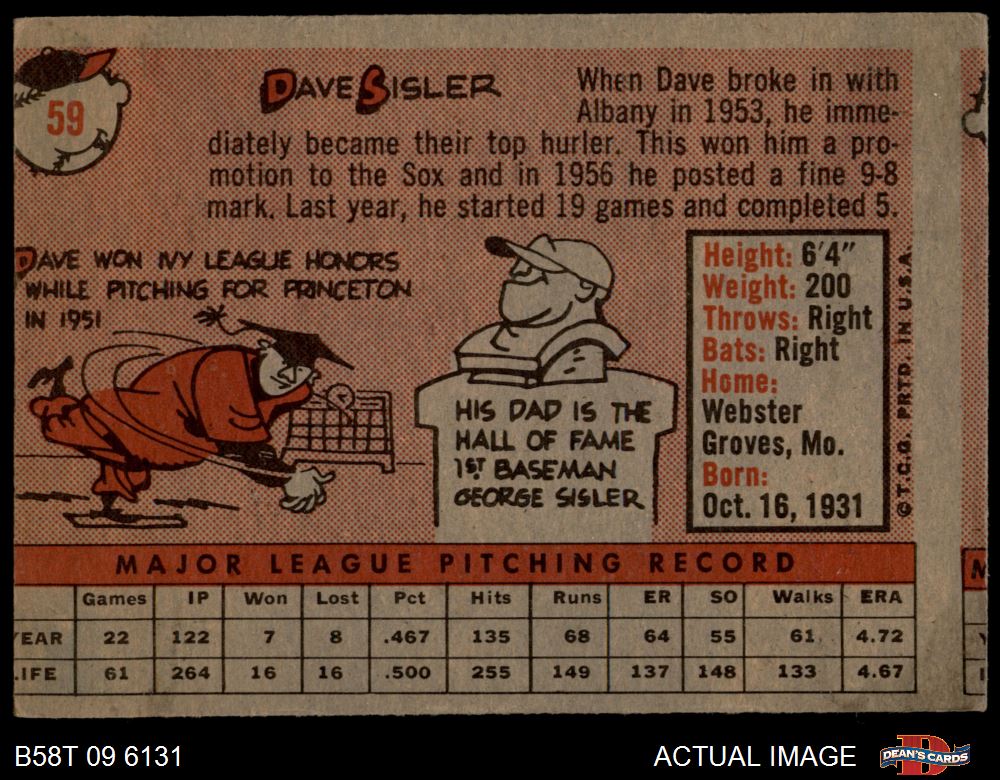 59
DAVE SISLER
When Dave broke in with
Albany in 1953, he imme-
diately became their top hurler. This won him a pro-
motion to the Sox and in 1956 he posted a fine 9-8
mark. Last year, he started 19 games and completed 5.
DAVE WON IVY LEAGUE HONORS
WHILE PITCHING FOR PRINCETON
IN 1951
HIS DAD IS THE
HALL OF FAME
1ST BASEMAN
GEORGE SISLER
Height: 6'4"
Weight: 200
Throws: Right
Bats: Right
Home:
Webster
Groves, Mo.
Born:
Oct. 16, 1931
© T.C.G. PRTD. IN U.S.A.
MAJOR LEAGUE PITCHING RECORD
Games IP Won Lost Pct Hits Runs ER SO Walks ERA
YEAR 22 122 7 8 .467 135 68 64 55 61 4.72
LIFE 61 264 16 16 .500 255 149 137 148 133 4.67
M
B58T 09 6131
ACTUAL IMAGE
DEAN'S CARDS